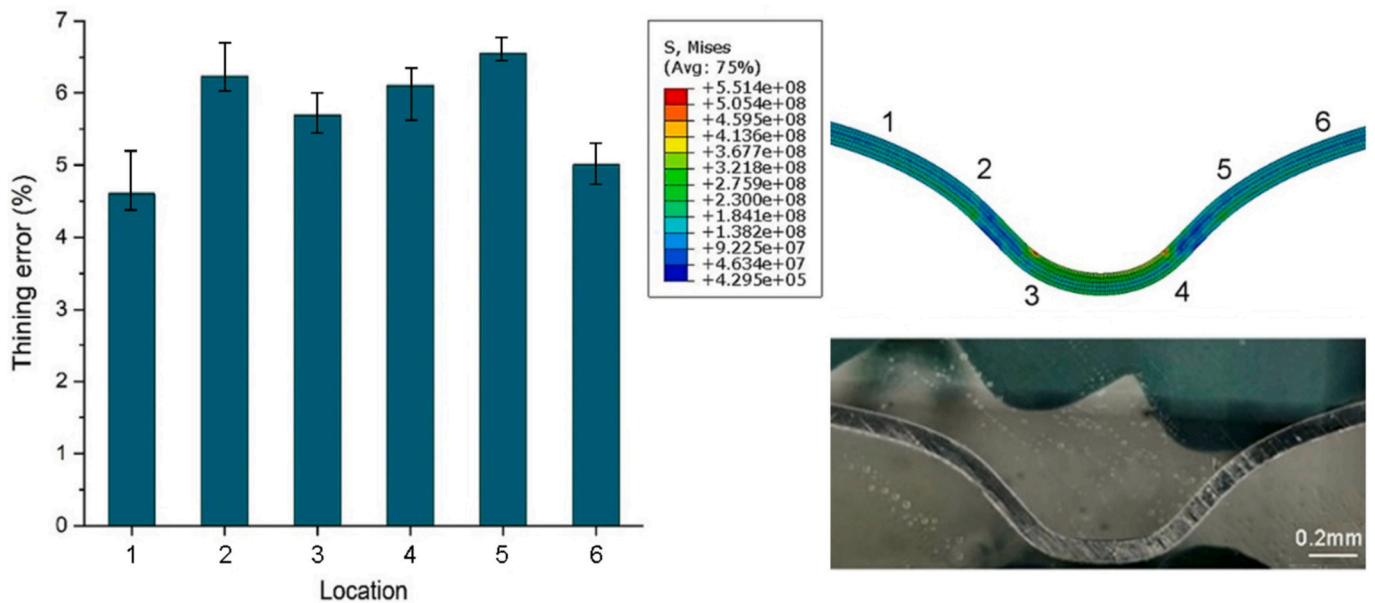 7
6
5
4
3
2
1
0
Thining error (%)
1 2 3 4 5 6
Location
S, Mises
(Avg: 75%)
+5.514e+08
+5.054e+08
+4.595e+08
+4.136e+08
+3.677e+08
+3.218e+08
+2.759e+08
+2.300e+08
+1.841e+08
+1.382e+08
+9.225e+07
+4.634e+07
+4.295e+05
1
2
3
4
5
6
0.2mm